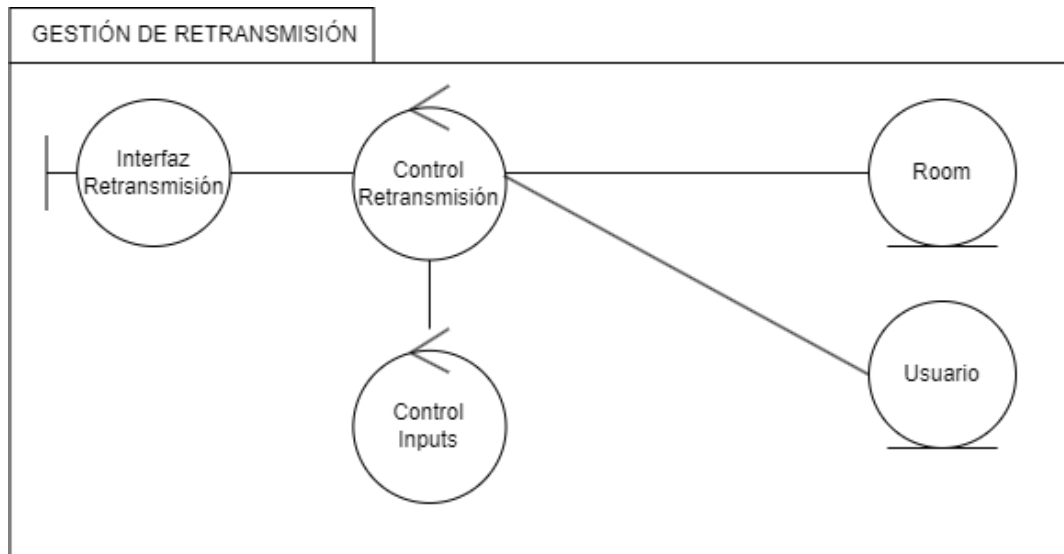 GESTIÓN DE RETRANSMISIÓN
Interfaz
Retransmisión
Control
Retransmisión
Room
Usuario
Control
Inputs